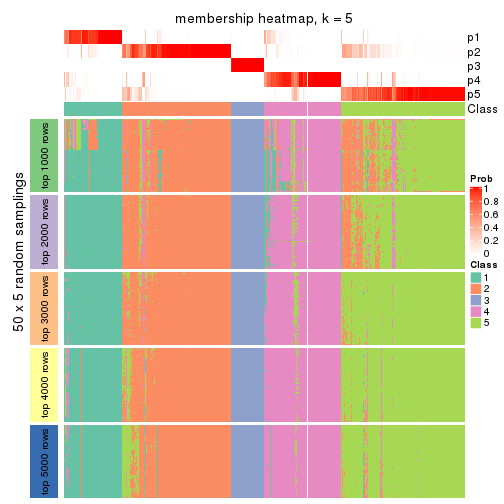 membership heatmap, k = 5
p1
p2
p3
p4
p5
Class
50 x 5 random samplings
top 1000 rows
top 2000 rows
top 3000 rows
top 4000 rows
top 5000 rows
Prob
1
0.8
0.6
0.4
0.2
0
Class
1
2
3
4
5